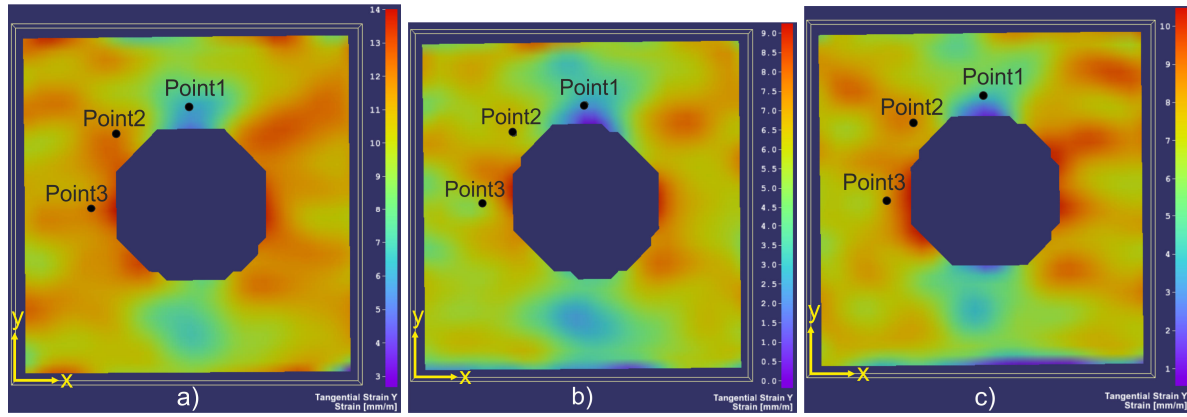 14
13
12
11
10
9
8
7
6
5
4
3
Point1
Point2
Point3
y
x
a)
Tangential Strain Y
Strain [mm/m]
9.0
8.5
8.0
7.5
7.0
6.5
6.0
5.5
5.0
4.5
4.0
3.5
3.0
2.5
2.0
1.5
1.0
0.5
0.0
Point1
Point2
Point3
y
x
b)
Tangential Strain Y
Strain [mm/m]
10
9
8
7
6
5
4
3
2
1
Point1
Point2
Point3
y
x
c)
Tangential Strain Y
Strain [mm/m]